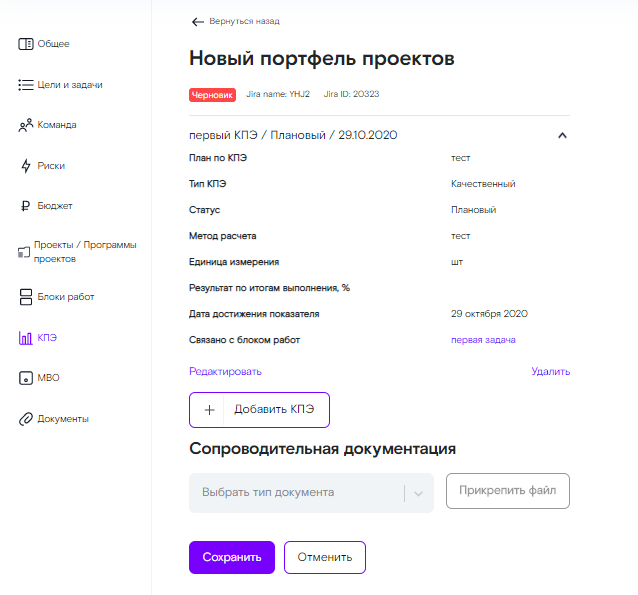 Вернуться назад
Новый портфель проектов
Черновик Jira name: YHJ2 Jira ID: 20323
Общее
Цели и задачи
Команда
Риски
Бюджет
Проекты / Программы
проектов
Блоки работ
КПЭ
МВО
Документы
первый КПЭ / Плановый / 29.10.2020
План по КПЭ тест
Тип КПЭ Качественный
Статус Плановый
Метод расчета тест
Единица измерения шт
Результат по итогам выполнения, %
Дата достижения показателя 29 октября 2020
Связано с блоком работ первая задача
Редактировать Удалить
+ Добавить КПЭ
Сопроводительная документация
Выбрать тип документа Прикрепить файл
Сохранить Отменить